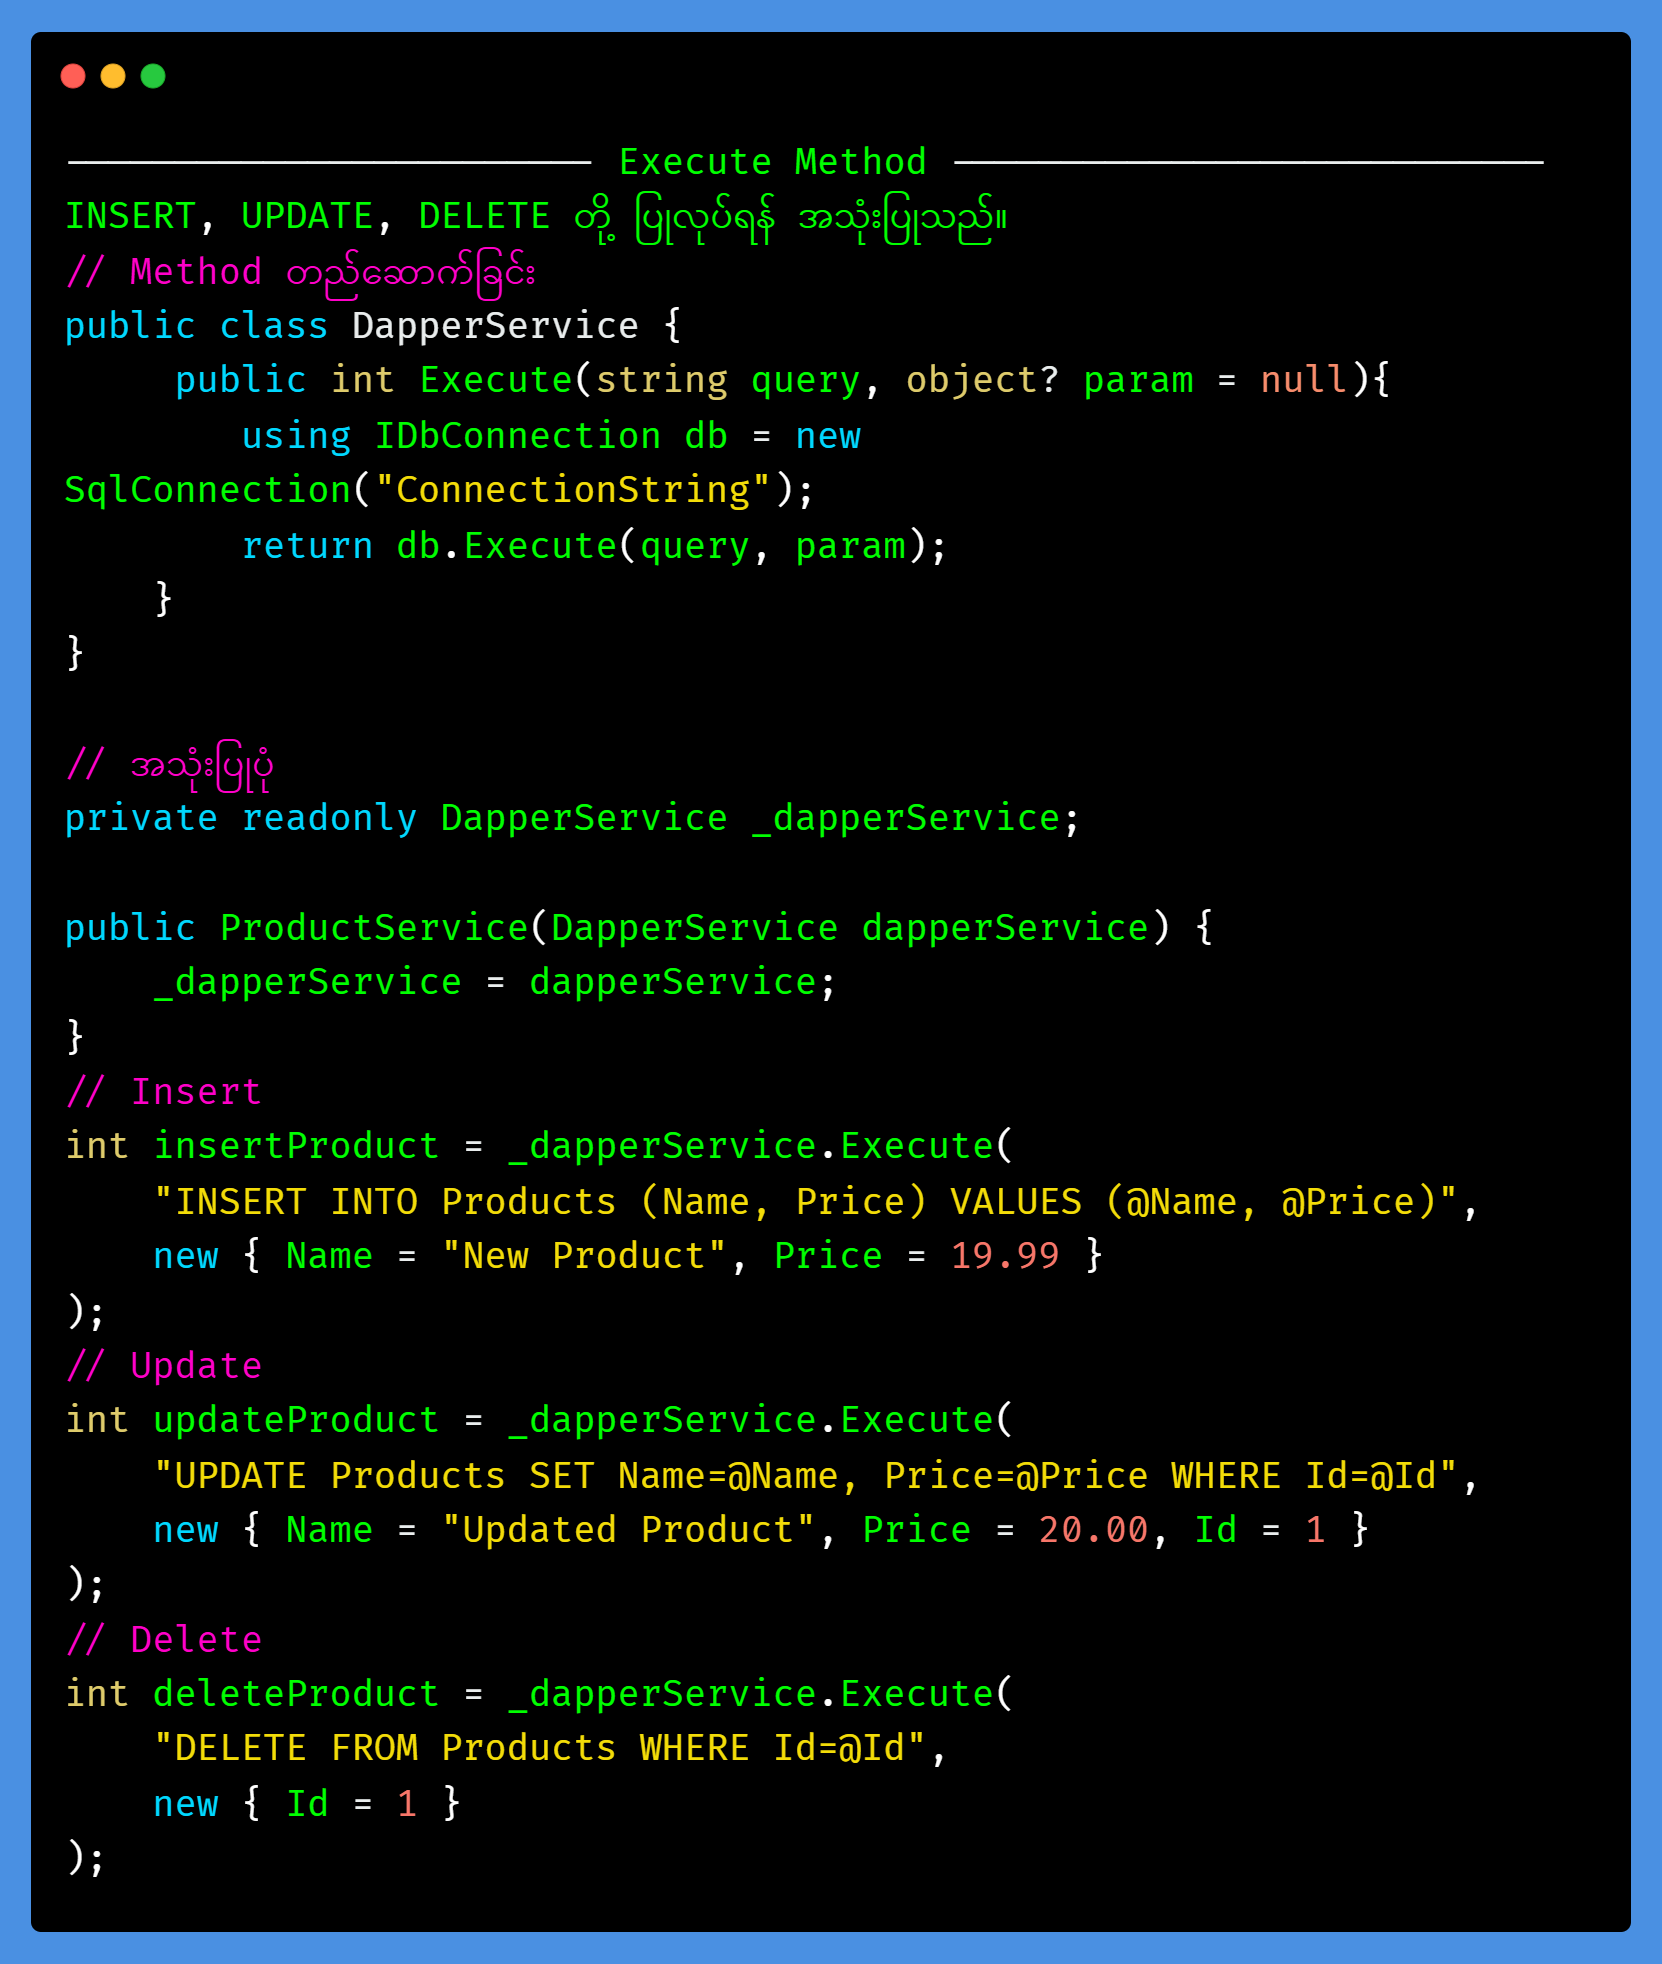 ──────────────────────── Execute Method ───────────────────────────
INSERT, UPDATE, DELETE တို့ ပြုလုပ်ရန် အသုံးပြုသည်။
// Method တည်ဆောက်ခြင်း
public class DapperService {
     public int Execute(string query, object? param = null){
        using IDbConnection db = new
SqlConnection("ConnectionString");
        return db.Execute(query, param);
    }
}
// အသုံးပြုပုံ
private readonly DapperService _dapperService;
public ProductService(DapperService dapperService) {
    _dapperService = dapperService;
}
// Insert
int insertProduct = _dapperService.Execute(
    "INSERT INTO Products (Name, Price) VALUES (@Name, @Price)",
    new { Name = "New Product", Price = 19.99 }
);
// Update
int updateProduct = _dapperService.Execute(
    "UPDATE Products SET Name=@Name, Price=@Price WHERE Id=@Id",
    new { Name = "Updated Product", Price = 20.00, Id = 1 }
);
// Delete
int deleteProduct = _dapperService.Execute(
    "DELETE FROM Products WHERE Id=@Id",
    new { Id = 1 }
);